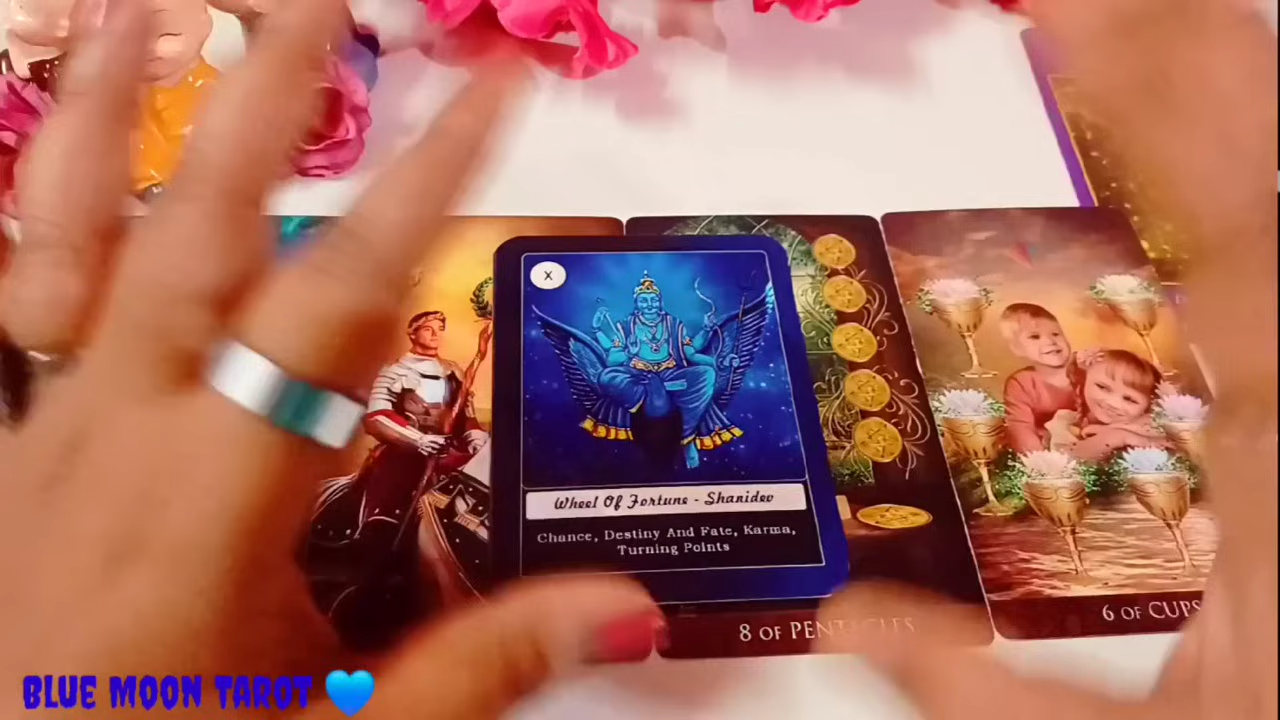 X
Wheel Of Fortune - Shanidev
Chance, Destiny And Fate, Karma,
Turning Points
8 OF PENTACLES
6 OF CUPS
BLUE MOON TAROT 💙